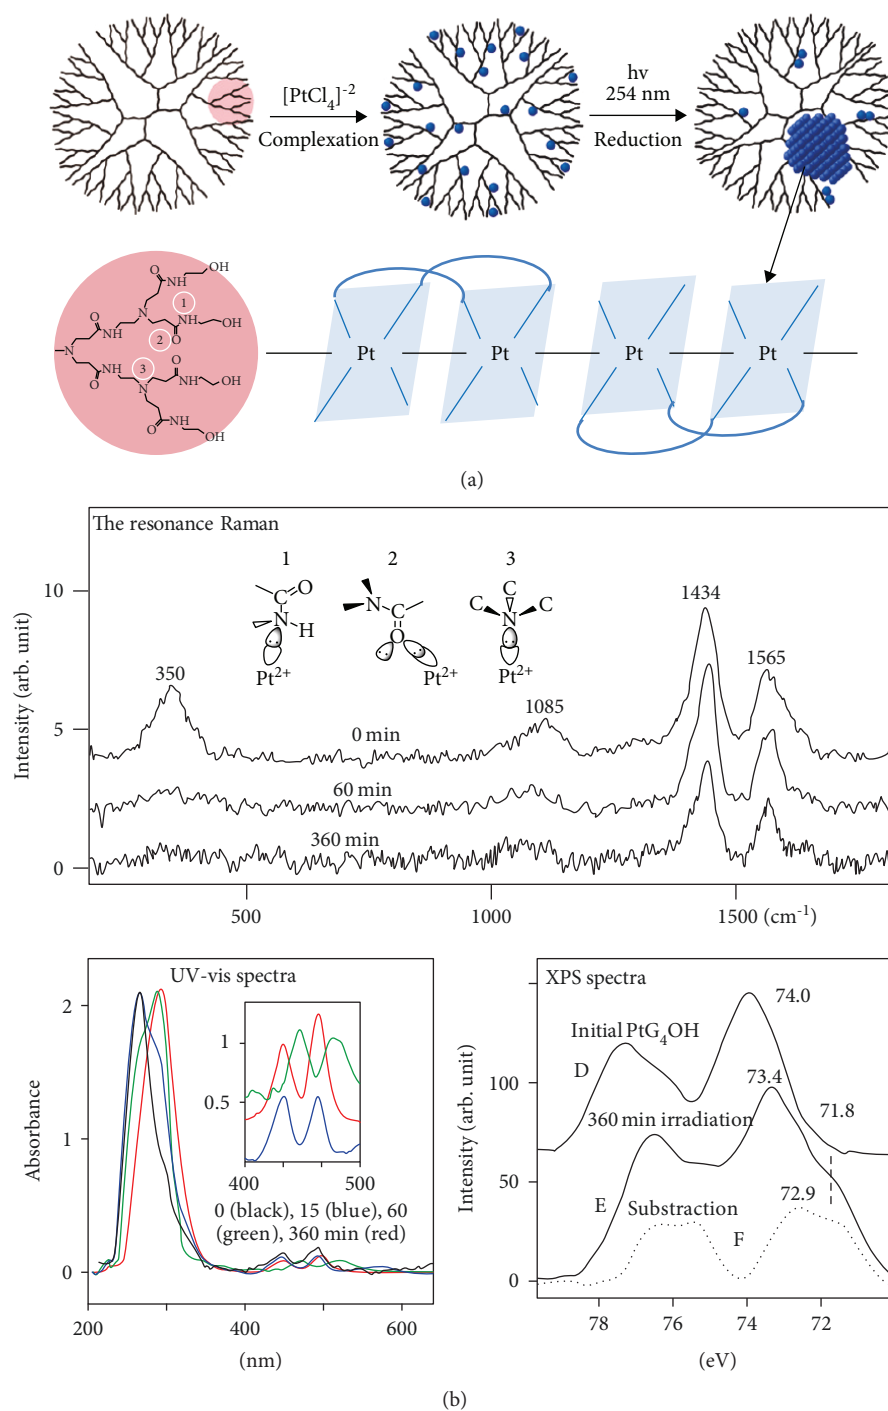 [PtCl4]-2
Complexation
hv
254 nm
Reduction
O
NH
OH
1
N
NH
OH
O
O
NH
2
N
3
O
NH
N
O
NH
OH
O
NH
OH
Pt
Pt
Pt
Pt
(a)
The resonance Raman
1
2
3
C
O
N
H
Pt2+
N
C
O
Pt2+
C
C
C
N
Pt2+
350
1085
1434
1565
0 min
60 min
360 min
10
5
0
Intensity (arb. unit)
500
1000
1500 (cm-1)
UV-vis spectra
2
1
0
Absorbance
1
0.5
400
500
0 (black), 15 (blue), 60
(green), 360 min (red)
200
400
600
(nm)
XPS spectra
74.0
Initial PtG4OH
D
73.4
360 min irradiation
71.8
72.9
E
Substraction
F
100
50
0
Intensity (arb. unit)
78
76
74
72
(eV)
(b)